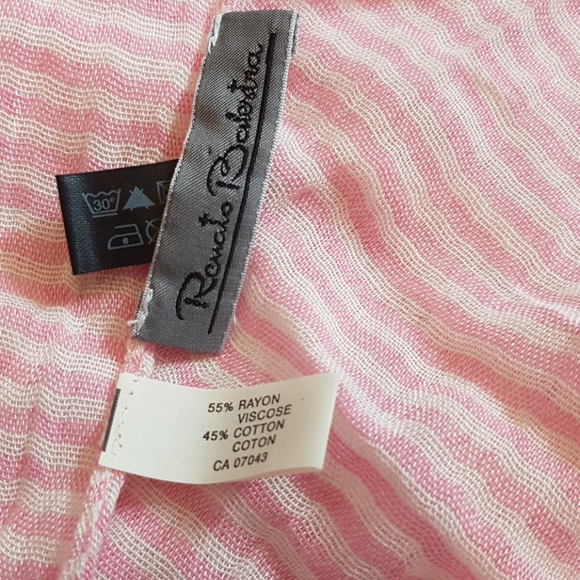 Renato Balestra
30°
55% RAYON
VISCOSE
45% COTTON
COTON
CA 07043